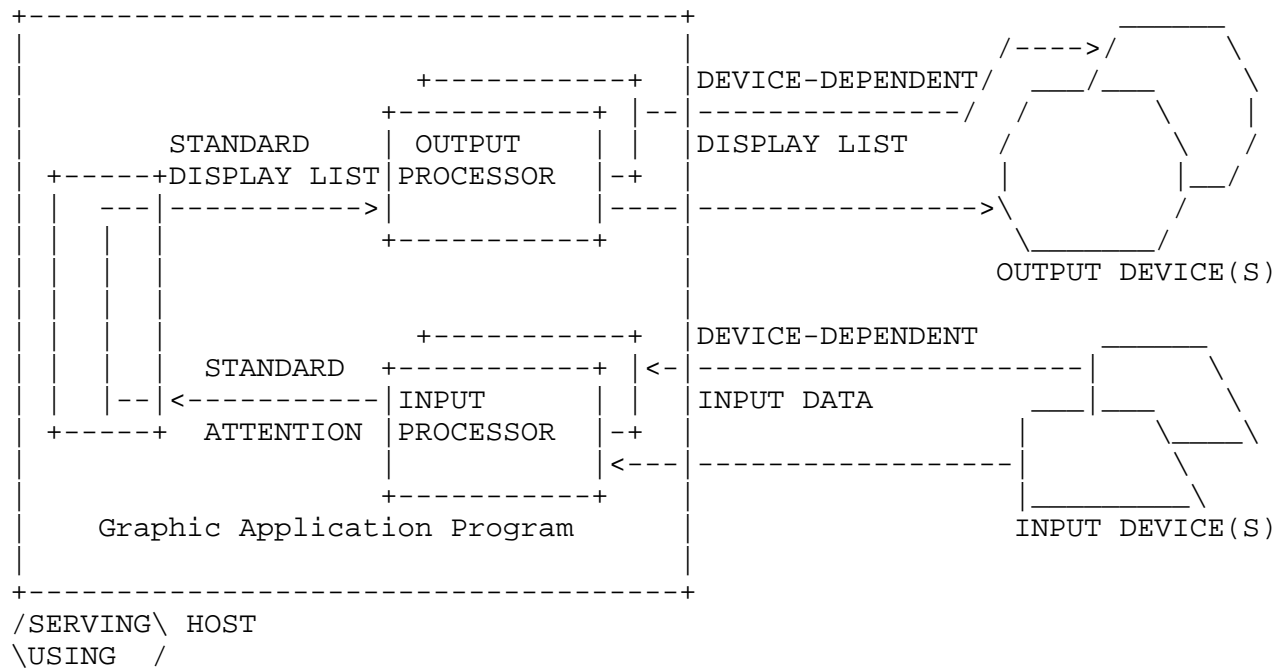 DEVICE-DEPENDENT
STANDARD OUTPUT DISPLAY LIST
DISPLAY LIST PROCESSOR
OUTPUT DEVICE(S)
DEVICE-DEPENDENT
STANDARD
INPUT INPUT DATA
ATTENTION PROCESSOR
Graphic Application Program INPUT DEVICE(S)
/SERVING\ HOST
\USING /